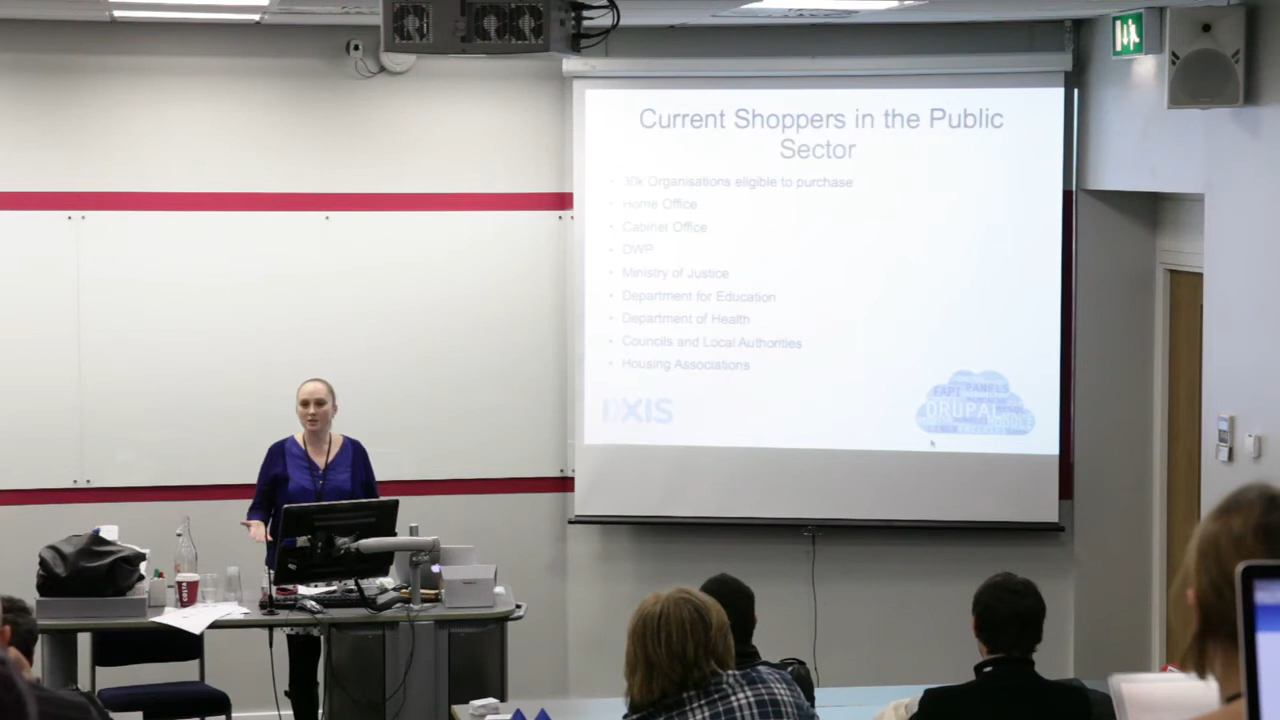 Current Shoppers in the Public
Sector
• 30k Organisations eligible to purchase
• Home Office
• Cabinet Office
• DWP
• Ministry of Justice
• Department for Education
• Department of Health
• Councils and Local Authorities
• Housing Associations
IXIS
FAPI PANELS
DRUPAL
COSTA